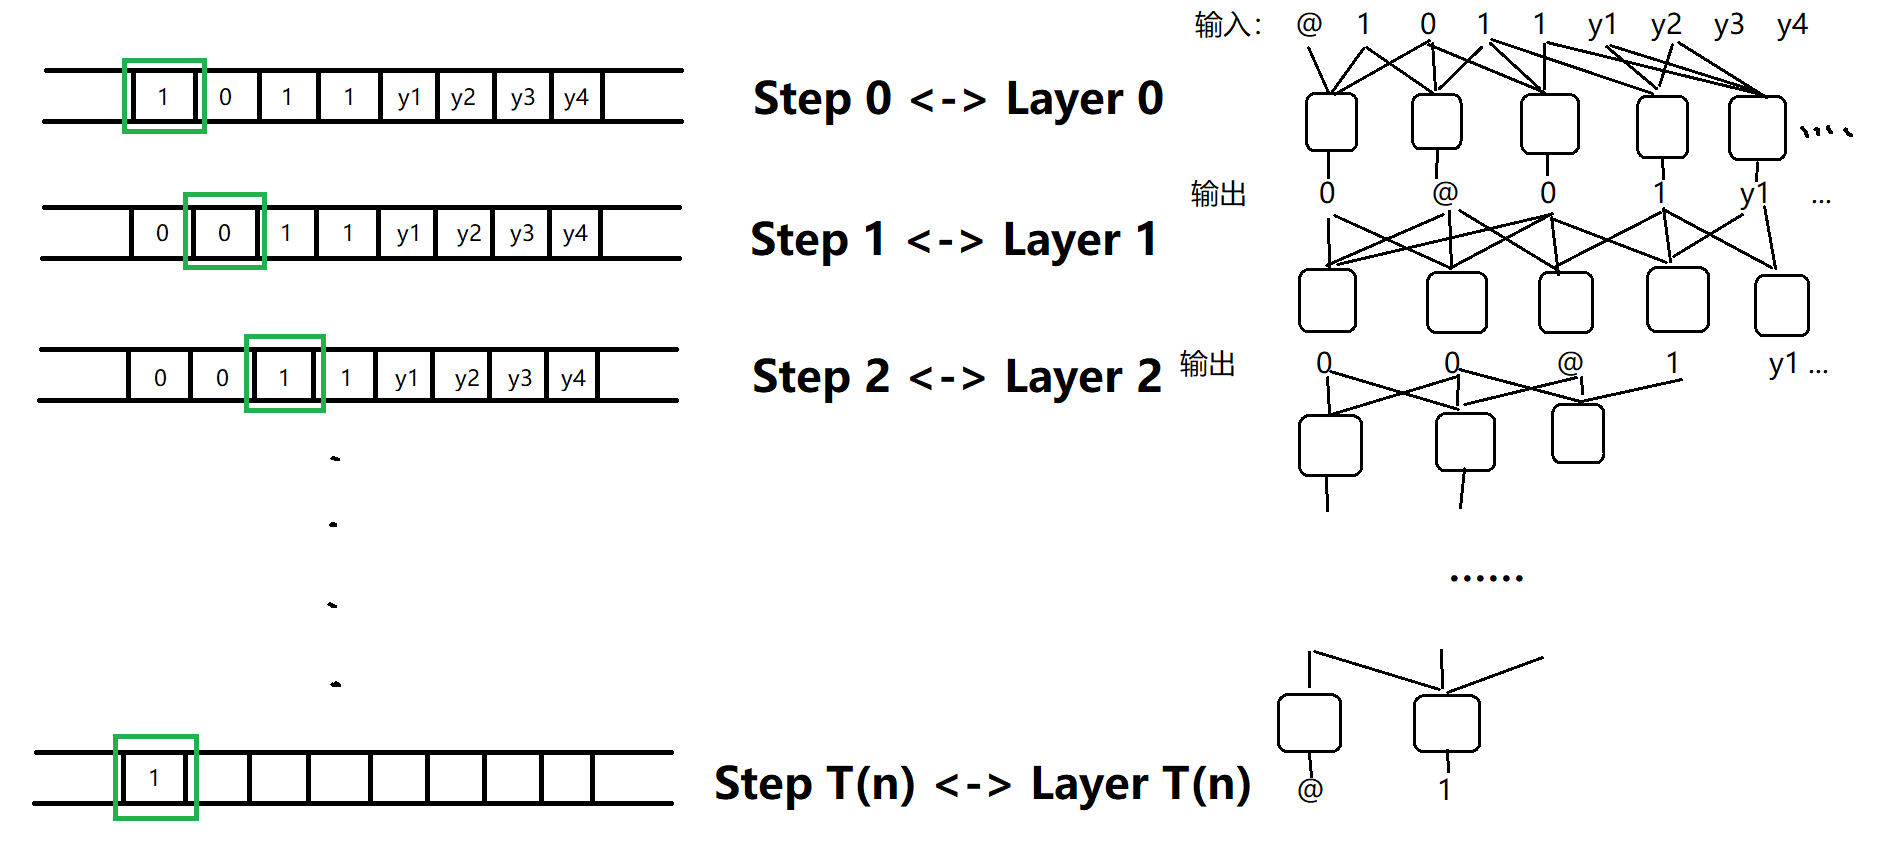 输入： @ 1 0 1 1 y1 y2 y3 y4
1 0 1 1 y1 y2 y3 y4
Step 0 <-> Layer 0
输出 0 @ 0 1 y1 ...
0 0 1 1 y1 y2 y3 y4
Step 1 <-> Layer 1
输出 0 0 @ 1 y1 ...
0 0 1 1 y1 y2 y3 y4
Step 2 <-> Layer 2
......
1
Step T(n) <-> Layer T(n)
@ 1